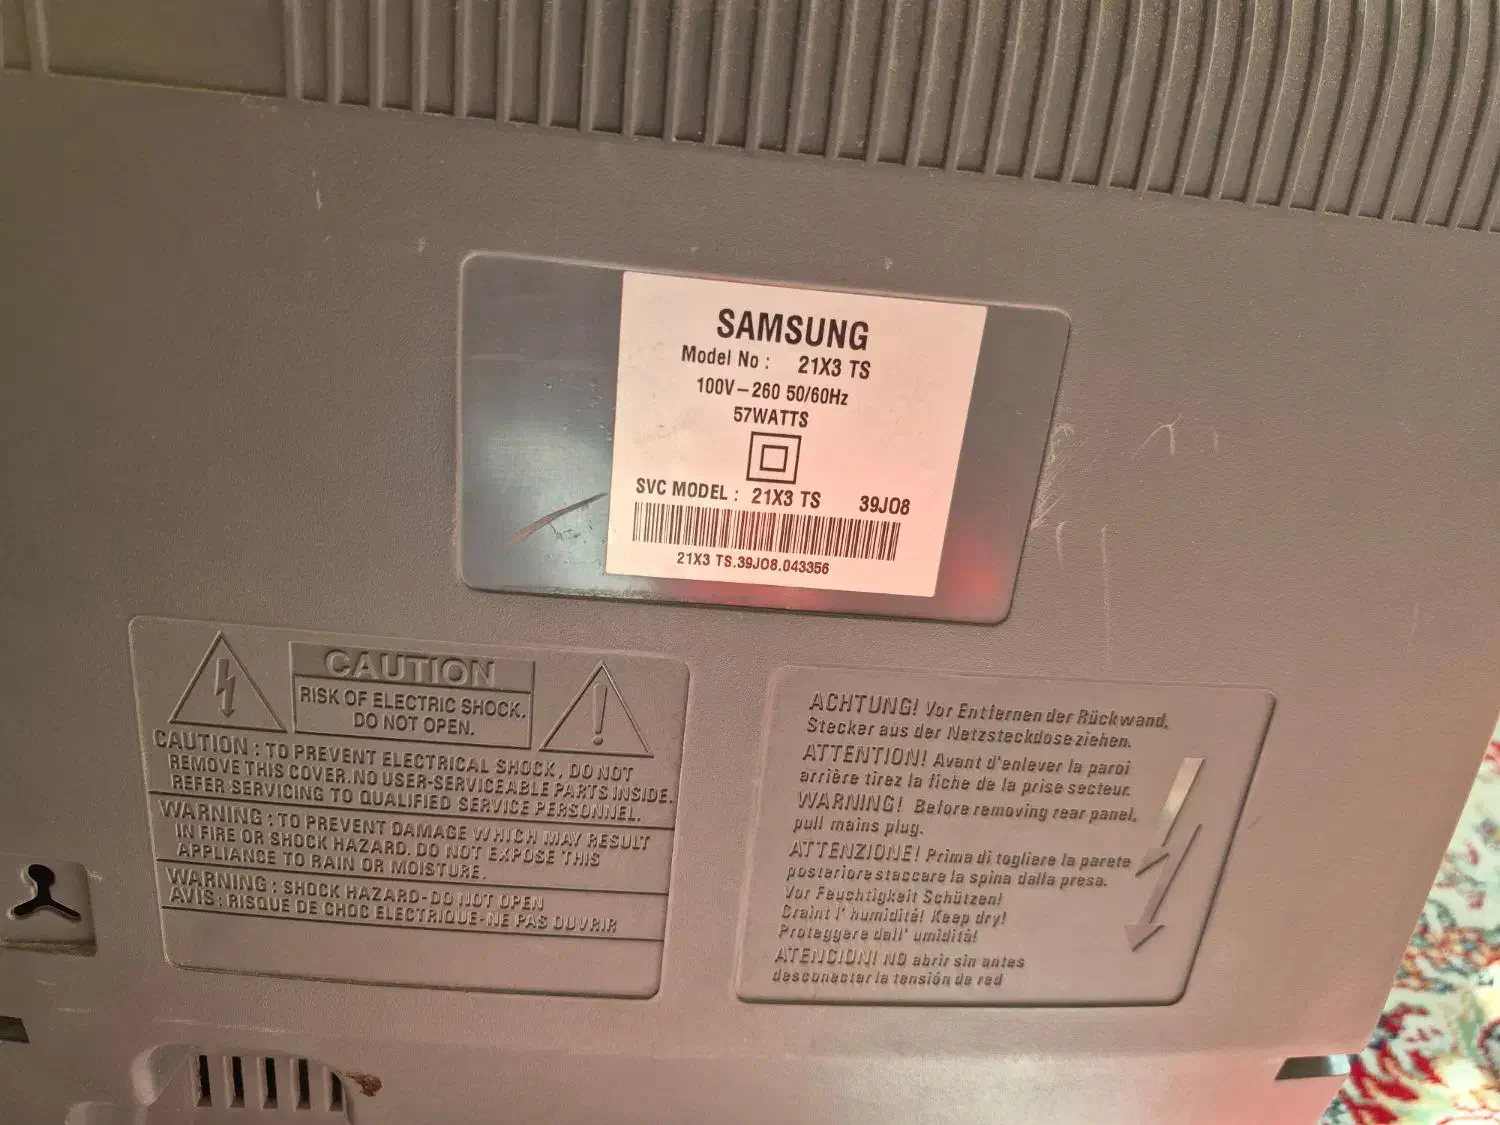 SAMSUNG
Model No : 21X3 TS
100V – 260 50/60Hz
57WATTS
SVC MODEL : 21X3 TS 39JO8
21X3 TS.39JO8.043356
CAUTION
RISK OF ELECTRIC SHOCK.
DO NOT OPEN.
CAUTION : TO PREVENT ELECTRICAL SHOCK, DO NOT
REMOVE THIS COVER.NO USER-SERVICEABLE PARTS INSIDE.
REFER SERVICING TO QUALIFIED SERVICE PERSONNEL.
WARNING : TO PREVENT DAMAGE WHICH MAY RESULT
IN FIRE OR SHOCK HAZARD. DO NOT EXPOSE THIS
APPLIANCE TO RAIN OR MOISTURE.
WARNING : SHOCK HAZARD-DO NOT OPEN
AVIS : RISQUE DE CHOC ELECTRIQUE-NE PAS OUVRIR
ACHTUNG! Vor Entfernen der Rückwand,
Stecker aus der Netzsteckdose ziehen.
ATTENTION! Avant d'enlever la paroi
arrière tirez la fiche de la prise secteur.
WARNING! Before removing rear panel,
pull mains plug.
ATTENZIONE! Prima di togliere la parete
posteriore staccare la spina dalla presa.
Vor Feuchtigkeit Schützen!
Craint l' humidité! Keep dry!
Proteggere dall' umidità!
ATENCION! NO abrir sin antes
desconectar la tensión de red